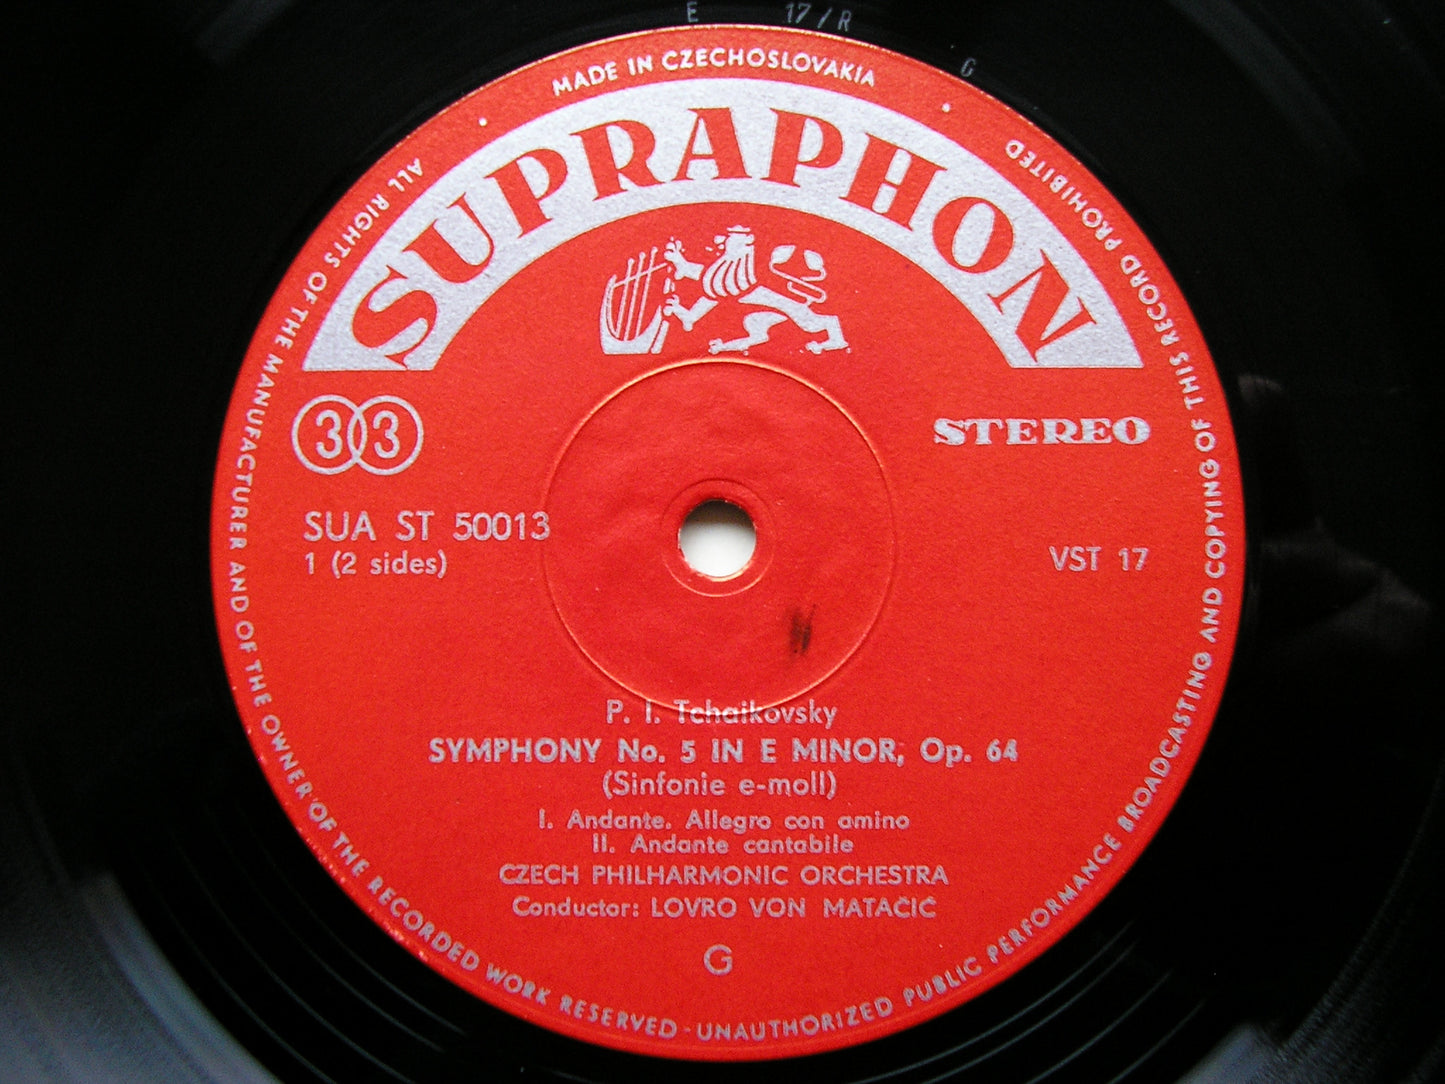 E 17/R G
MADE IN CZECHOSLOVAKIA
SUPRAPHON
33
STEREO
SUA ST 50013
1 (2 sides)
VST 17
P. I. Tchaikovsky
SYMPHONY No. 5 IN E MINOR, Op. 64
(Sinfonie e-moll)
I. Andante. Allegro con amino
II. Andante cantabile
CZECH PHILHARMONIC ORCHESTRA
Conductor: LOVRO VON MATAČIĆ
G
ALL RIGHTS OF THE MANUFACTURER AND OF THE OWNER OF THE RECORDED WORK RESERVED - UNAUTHORIZED PUBLIC PERFORMANCE BROADCASTING AND COPYING OF THIS RECORD PROHIBITED